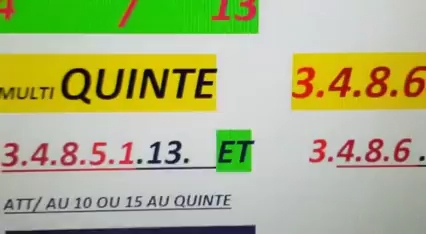 7 13
MULTI QUINTE 3.4.8.6
3.4.8.5.1.13. ET 3.4.8.6.
ATT/ AU 10 OU 15 AU QUINTE